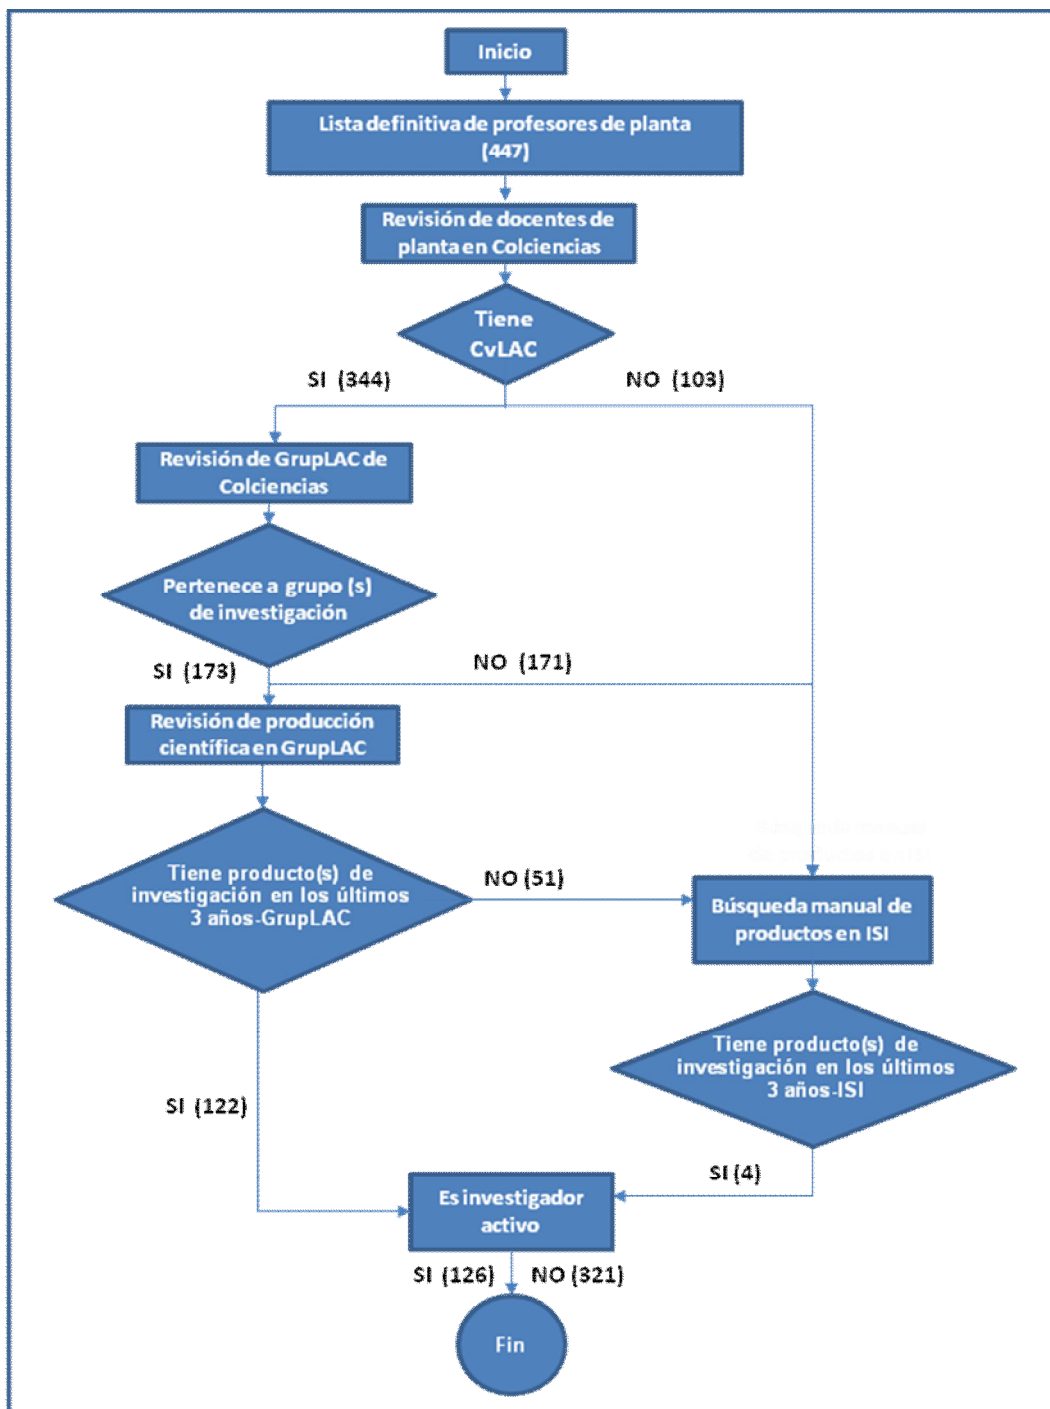 Inicio
Lista definitiva de profesores de planta
(447)
Revisión de docentes de
planta en Colciencias
Tiene
CvLAC
SI (344)
NO (103)
Revisión de GrupLAC de
Colciencias
Pertenece a grupo (s)
de investigación
SI (173)
NO (171)
Revisión de producción
científica en GrupLAC
Tiene producto(s) de
investigación en los últimos
3 años-GrupLAC
NO (51)
Búsqueda manual de
productos en ISI
Tiene producto(s) de
investigación en los últimos
3 años-ISI
SI (122)
SI (4)
Es investigador
activo
SI (126)
NO (321)
Fin